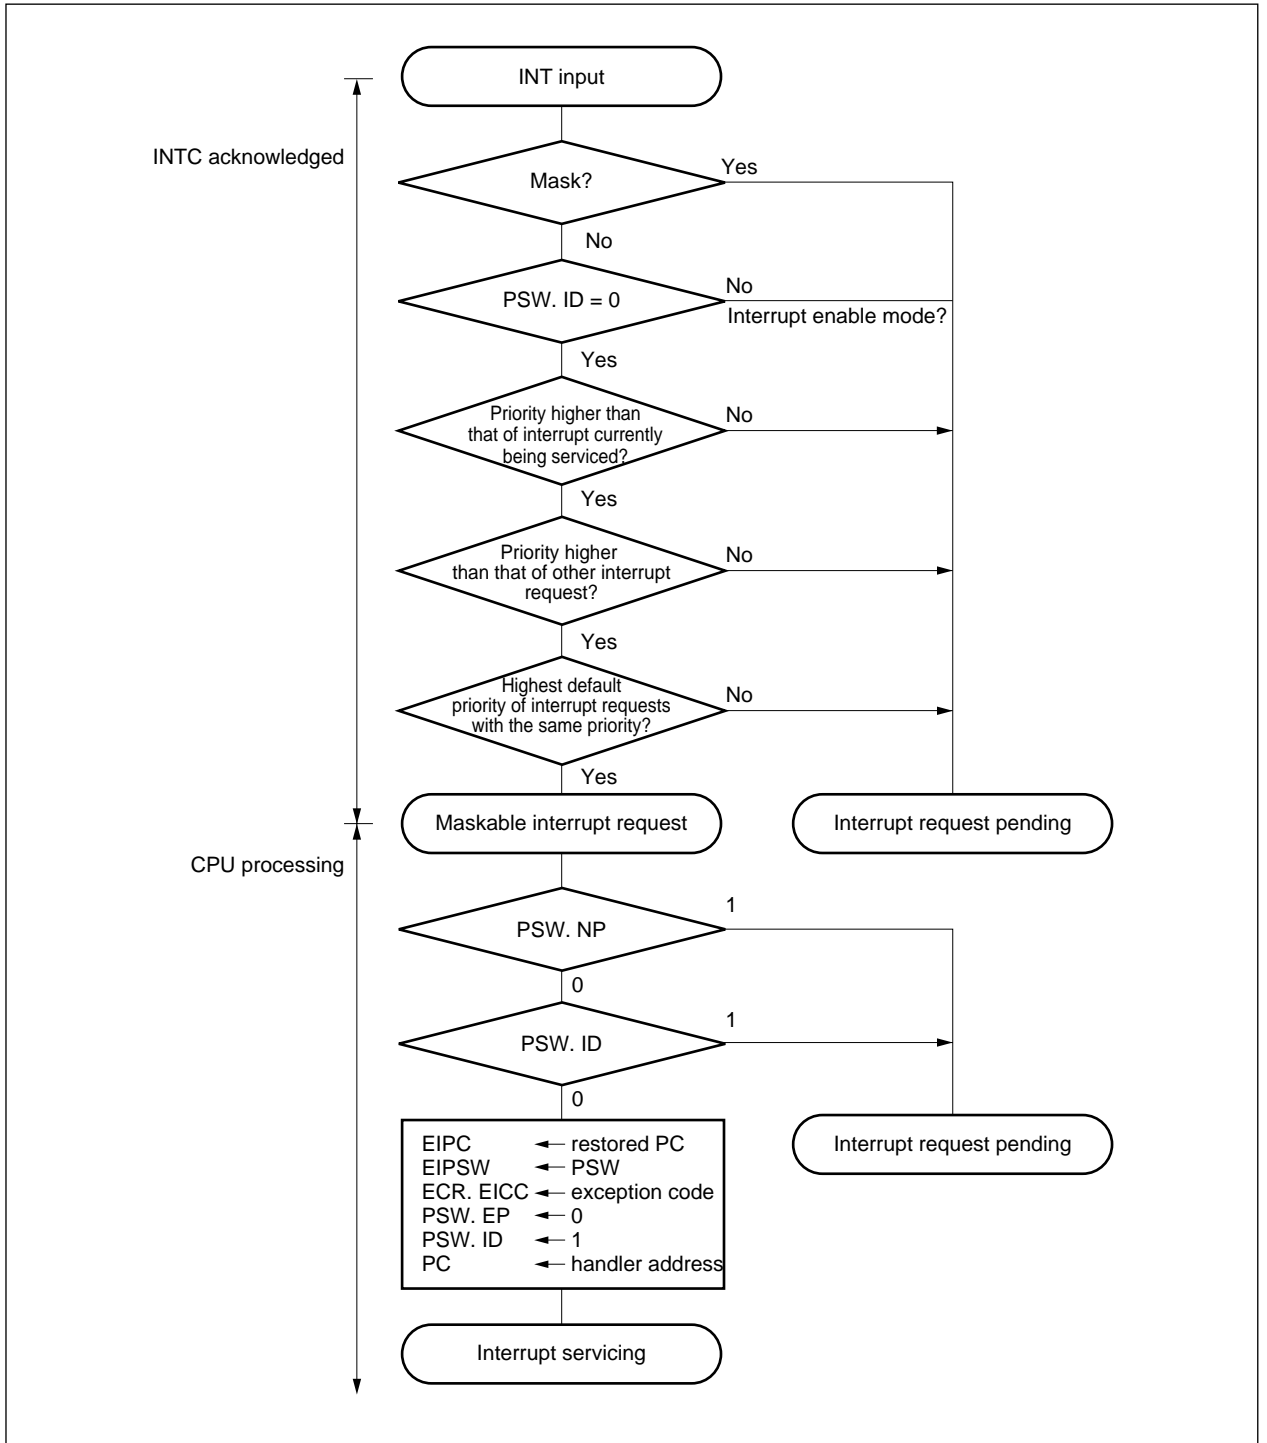 INT input
INTC acknowledged
Mask?
Yes
No
PSW. ID = 0
No
Interrupt enable mode?
Yes
Priority higher than
that of interrupt currently
being serviced?
No
Yes
Priority higher
than that of other interrupt
request?
No
Yes
Highest default
priority of interrupt requests
with the same priority?
No
Yes
Maskable interrupt request
Interrupt request pending
CPU processing
PSW. NP
1
0
PSW. ID
1
0
EIPC ← restored PC
EIPSW ← PSW
ECR. EICC ← exception code
PSW. EP ← 0
PSW. ID ← 1
PC ← handler address
Interrupt request pending
Interrupt servicing